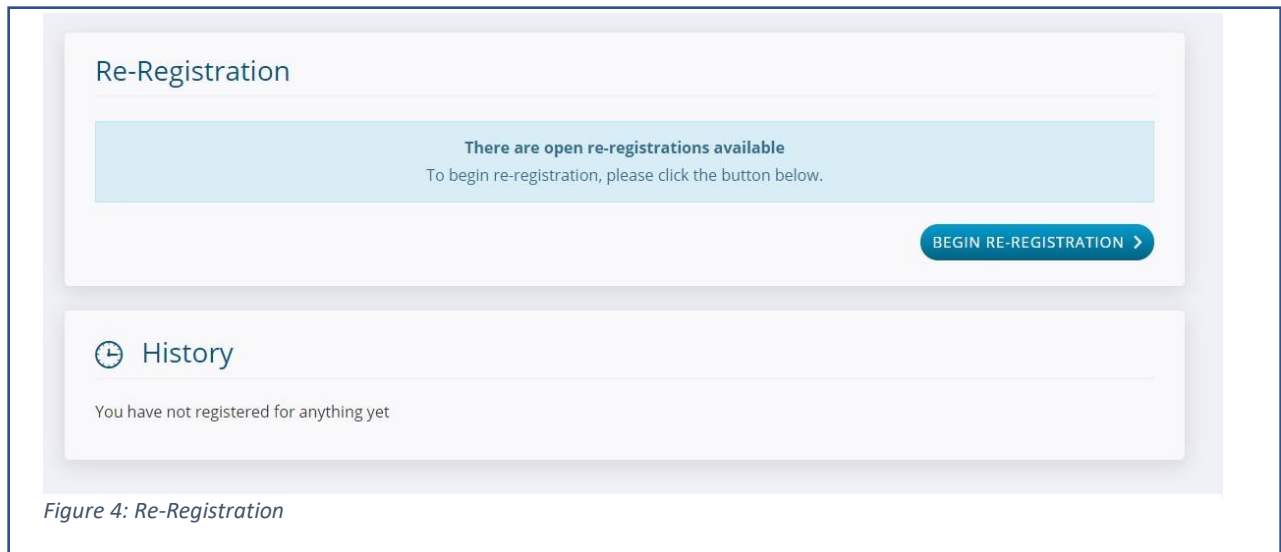 Re-Registration
There are open re-registrations available
To begin re-registration, please click the button below.
BEGIN RE-REGISTRATION
History
You have not registered for anything yet
Figure 4: Re-Registration